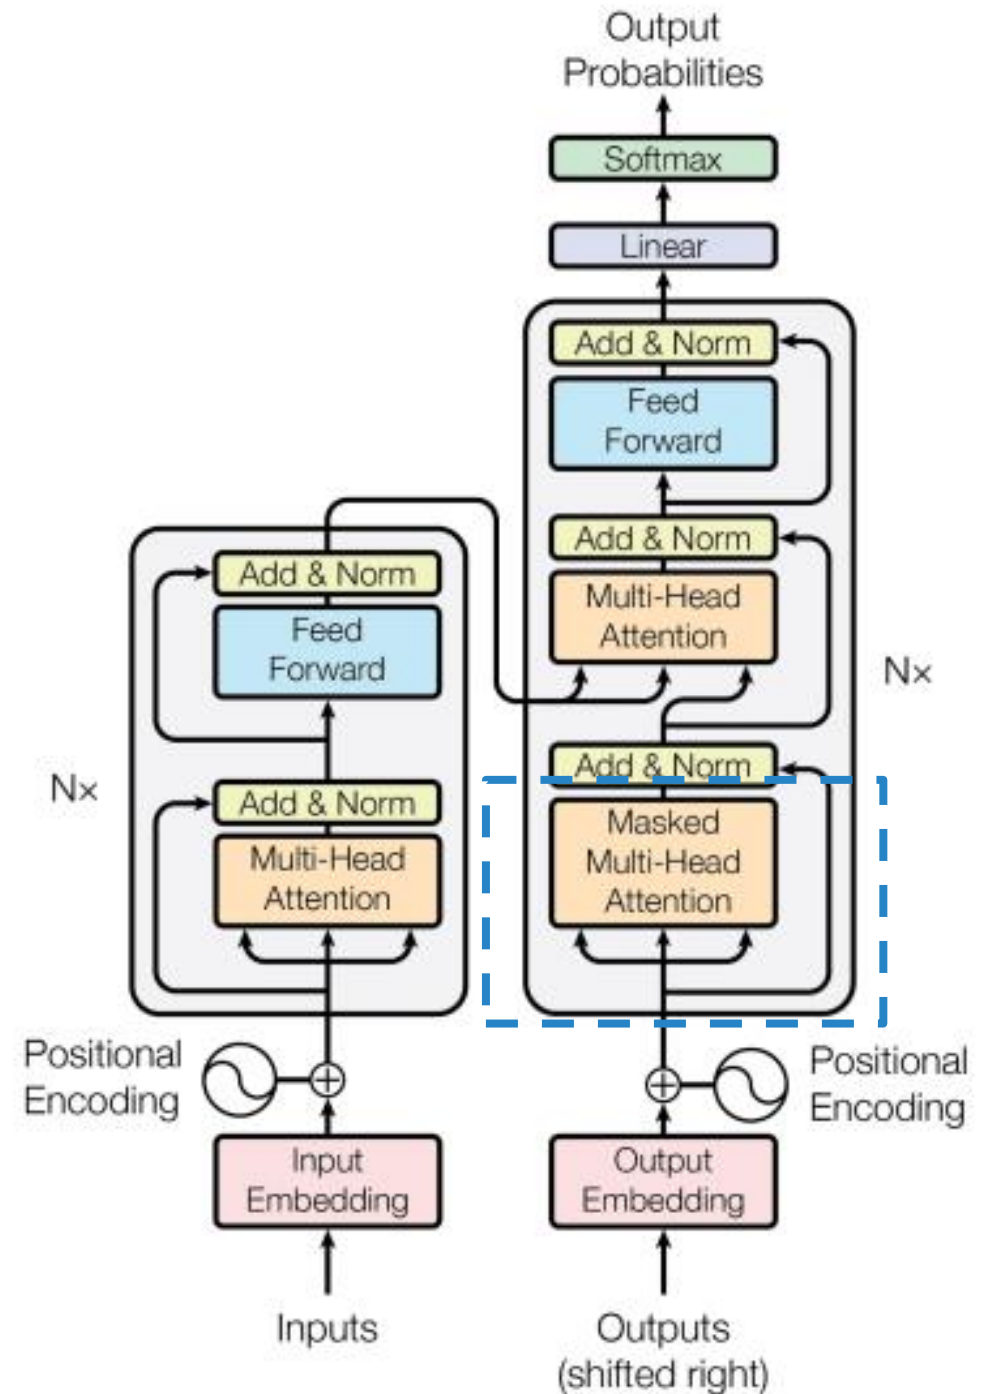 Output
Probabilities
Softmax
Linear
Add & Norm
Feed
Forward
Add & Norm
Multi-Head
Attention
Nx
Add & Norm
Masked
Multi-Head
Attention
Add & Norm
Feed
Forward
Nx
Add & Norm
Multi-Head
Attention
Positional
Encoding
Positional
Encoding
Input
Embedding
Output
Embedding
Inputs
Outputs
(shifted right)